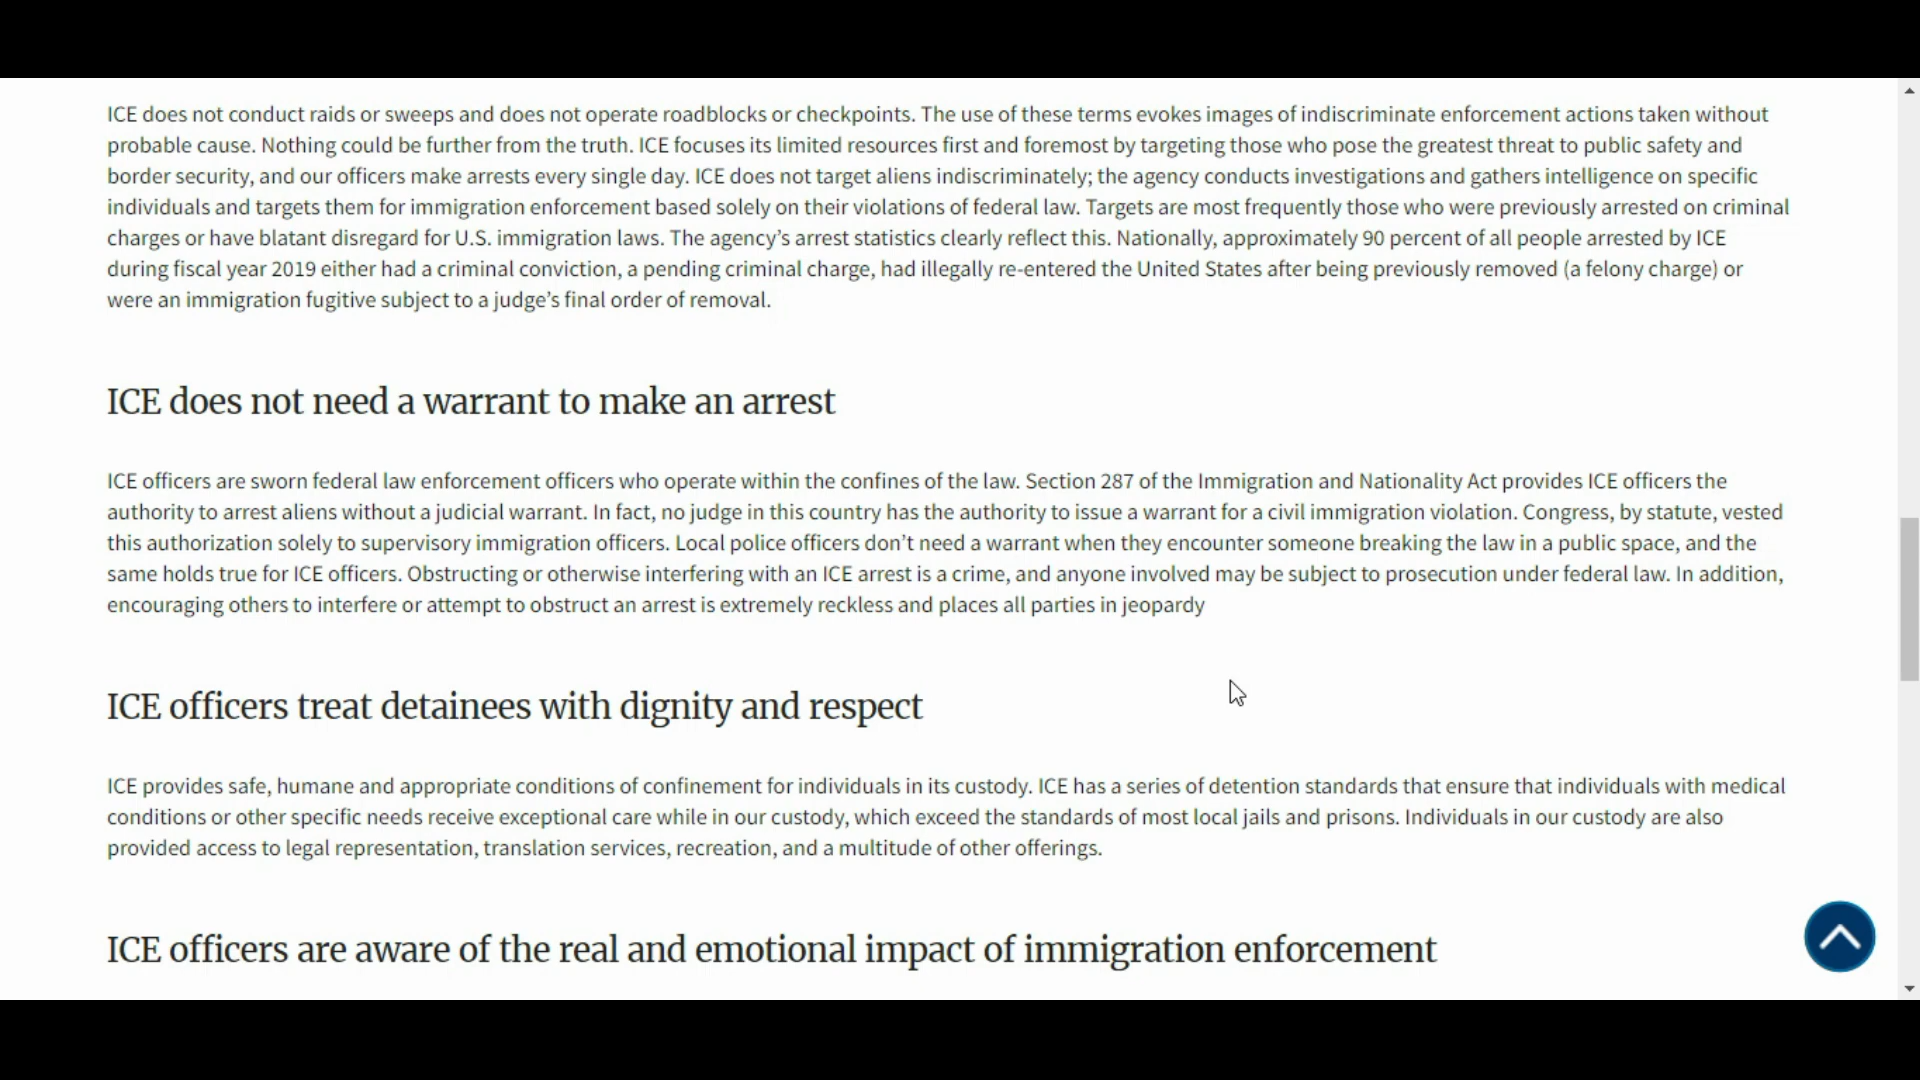 ICE does not conduct raids or sweeps and does not operate roadblocks or checkpoints. The use of these terms evokes images of indiscriminate enforcement actions taken without
probable cause. Nothing could be further from the truth. ICE focuses its limited resources first and foremost by targeting those who pose the greatest threat to public safety and
border security, and our officers make arrests every single day. ICE does not target aliens indiscriminately; the agency conducts investigations and gathers intelligence on specific
individuals and targets them for immigration enforcement based solely on their violations of federal law. Targets are most frequently those who were previously arrested on criminal
charges or have blatant disregard for U.S. immigration laws. The agency’s arrest statistics clearly reflect this. Nationally, approximately 90 percent of all people arrested by ICE
during fiscal year 2019 either had a criminal conviction, a pending criminal charge, had illegally re-entered the United States after being previously removed (a felony charge) or
were an immigration fugitive subject to a judge’s final order of removal.
ICE does not need a warrant to make an arrest
ICE officers are sworn federal law enforcement officers who operate within the confines of the law. Section 287 of the Immigration and Nationality Act provides ICE officers the
authority to arrest aliens without a judicial warrant. In fact, no judge in this country has the authority to issue a warrant for a civil immigration violation. Congress, by statute, vested
this authorization solely to supervisory immigration officers. Local police officers don’t need a warrant when they encounter someone breaking the law in a public space, and the
same holds true for ICE officers. Obstructing or otherwise interfering with an ICE arrest is a crime, and anyone involved may be subject to prosecution under federal law. In addition,
encouraging others to interfere or attempt to obstruct an arrest is extremely reckless and places all parties in jeopardy
ICE officers treat detainees with dignity and respect
ICE provides safe, humane and appropriate conditions of confinement for individuals in its custody. ICE has a series of detention standards that ensure that individuals with medical
conditions or other specific needs receive exceptional care while in our custody, which exceed the standards of most local jails and prisons. Individuals in our custody are also
provided access to legal representation, translation services, recreation, and a multitude of other offerings.
ICE officers are aware of the real and emotional impact of immigration enforcement